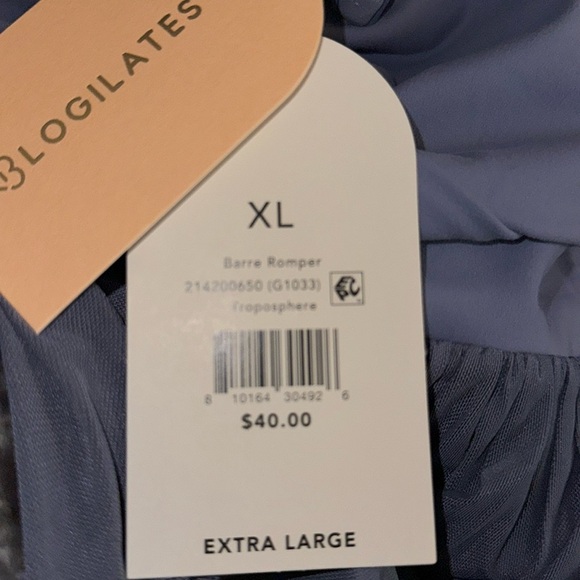 BLOGILATES
XL
Barre Romper
214200650 (G1033)
Troposphere
8 10164 30492 6
$40.00
EXTRA LARGE